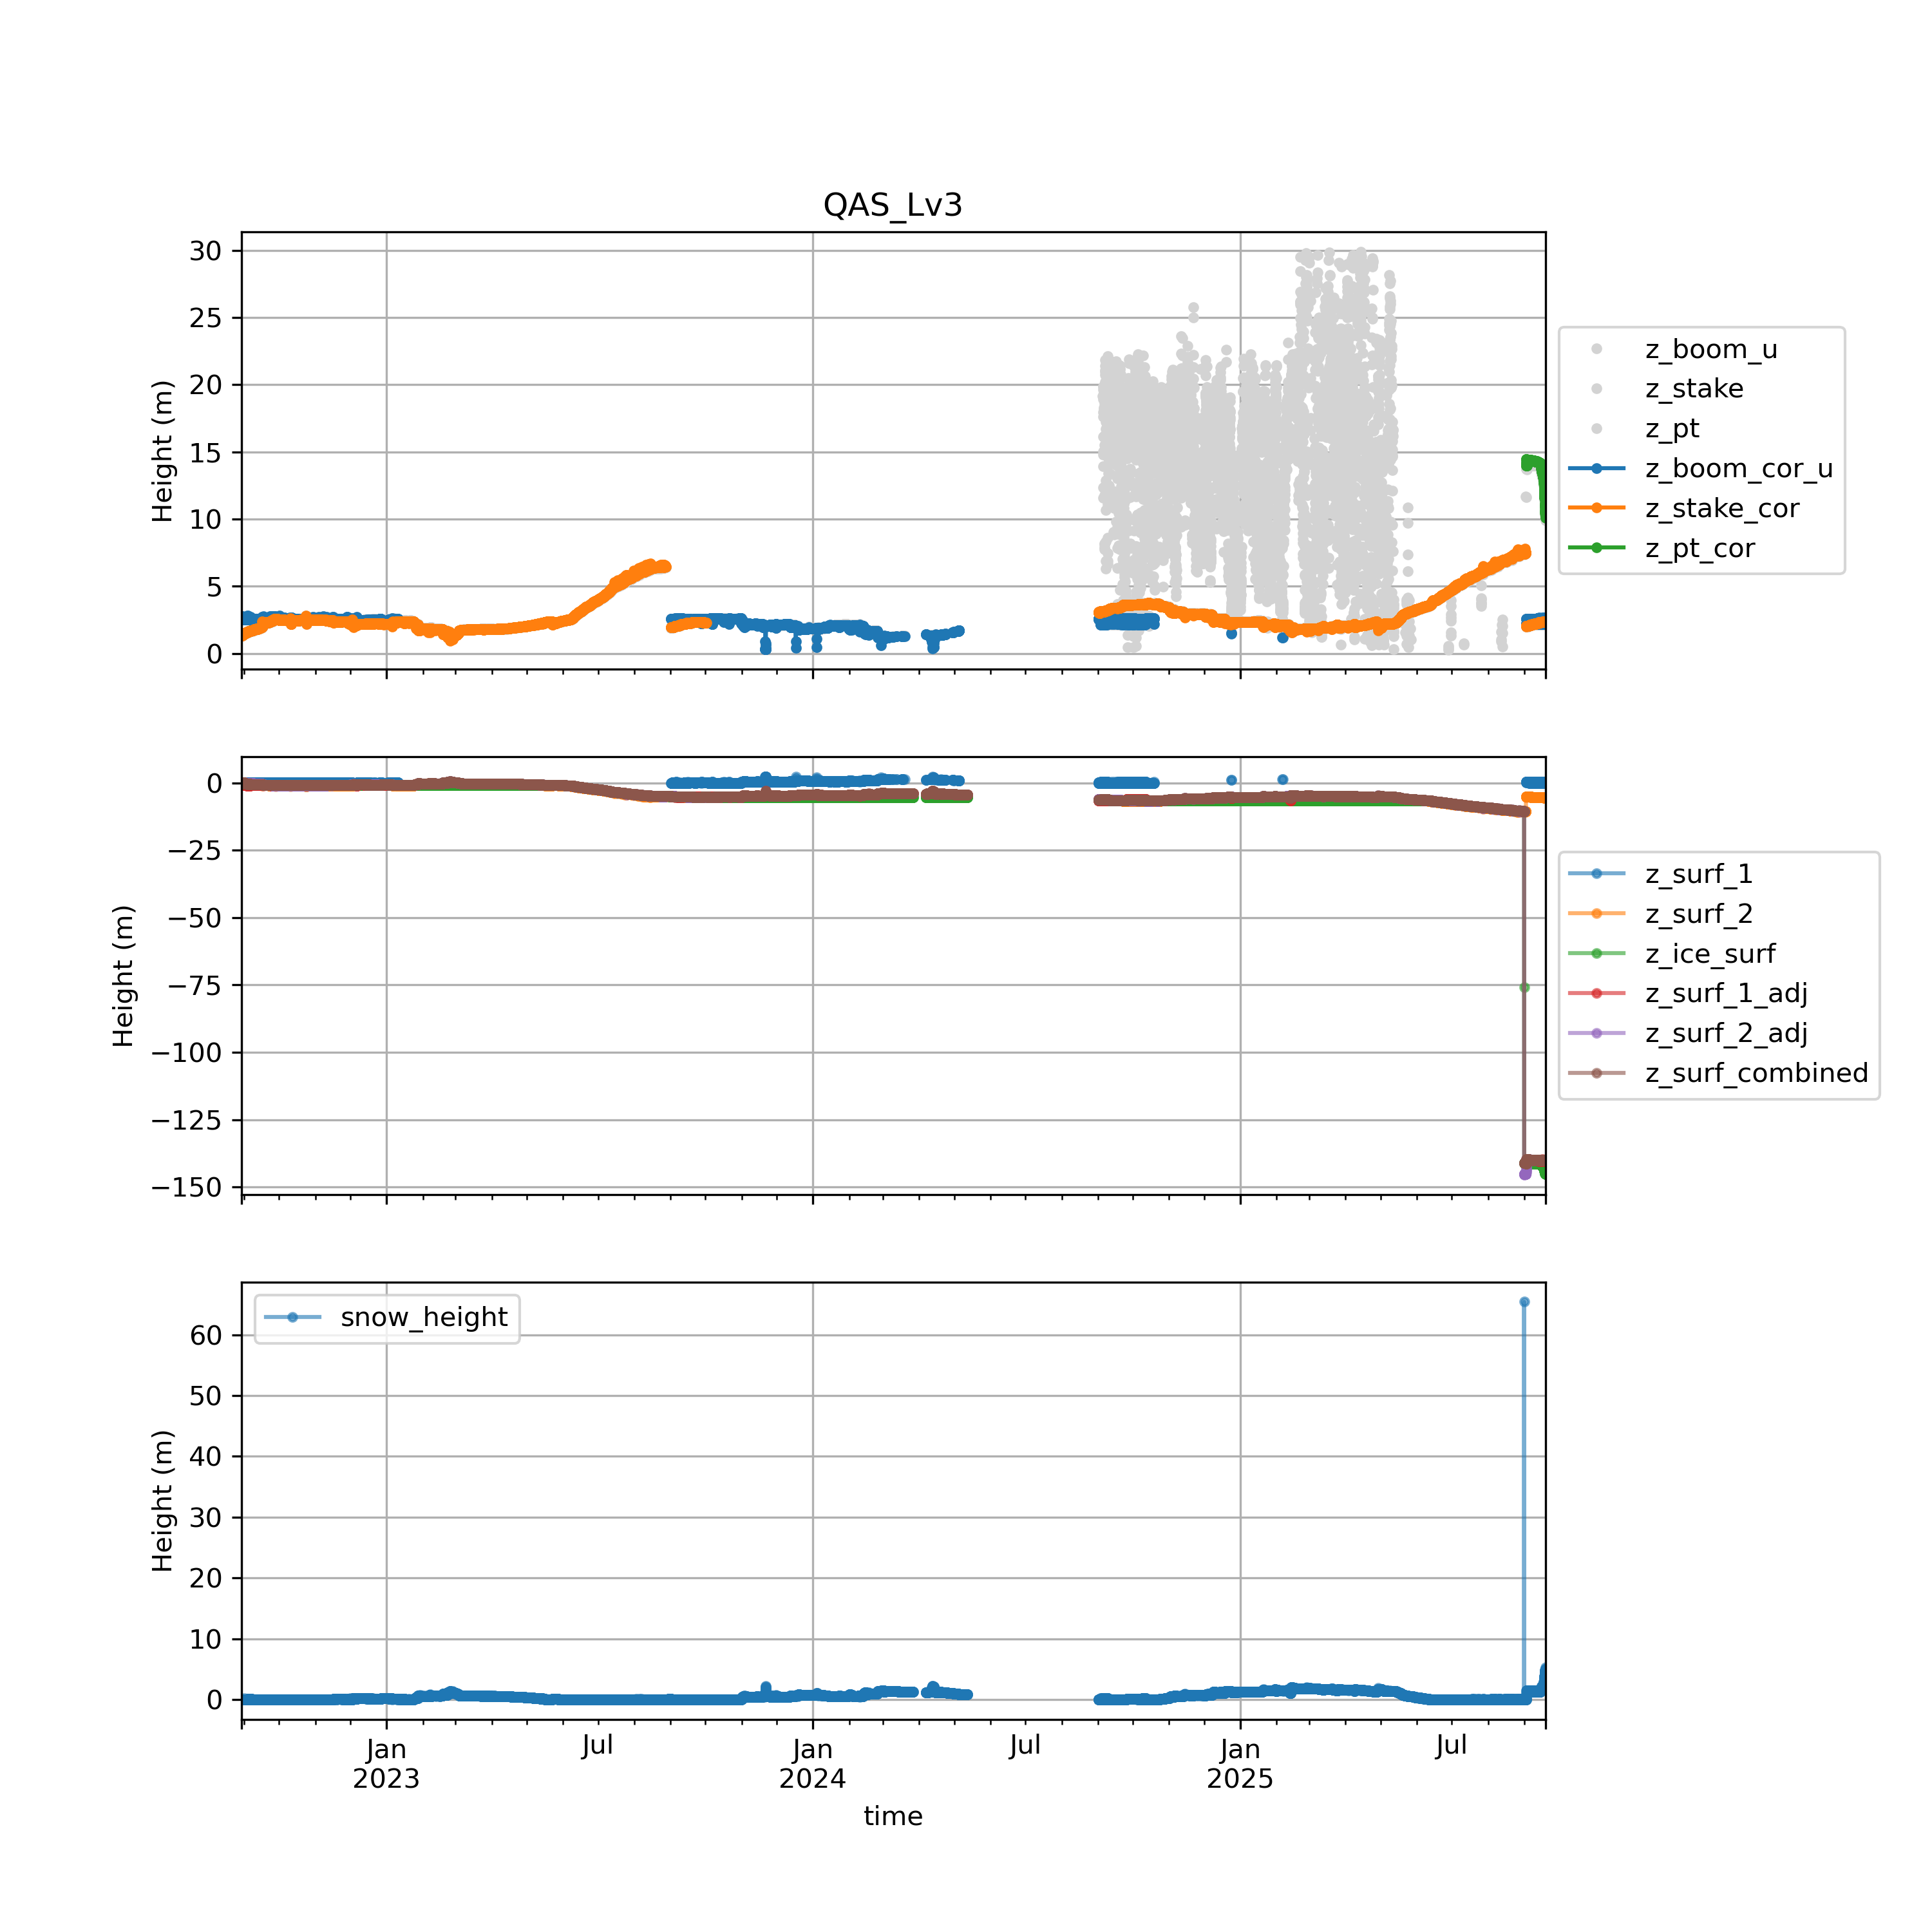 QAS_Lv3
Height (m)
30
25
20
15
10
5
0
z_boom_u
z_stake
z_pt
z_boom_cor_u
z_stake_cor
z_pt_cor
Height (m)
0
−25
−50
−75
−100
−125
−150
z_surf_1
z_surf_2
z_ice_surf
z_surf_1_adj
z_surf_2_adj
z_surf_combined
Height (m)
60
50
40
30
20
10
0
snow_height
Jan
2023
Jul
Jan
2024
Jul
Jan
2025
Jul
time